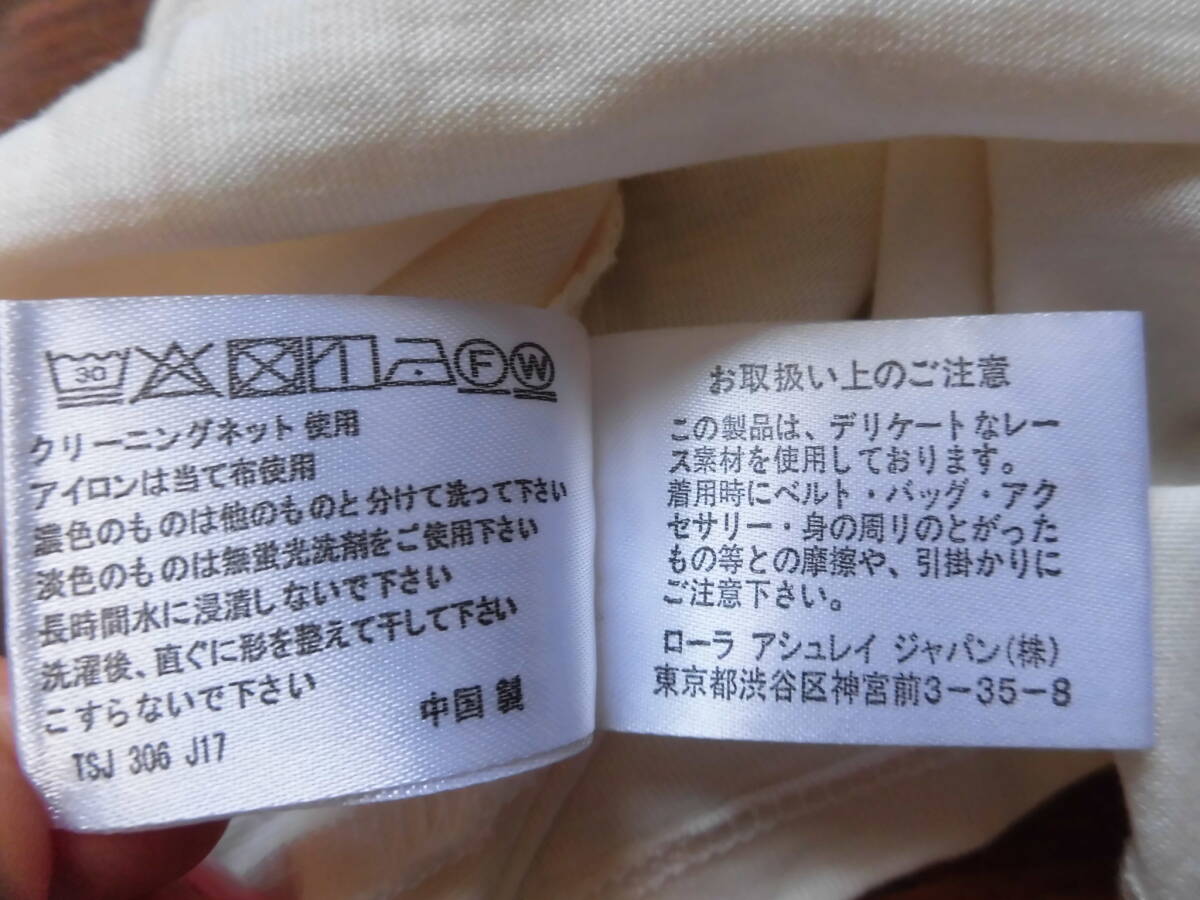 30 F W
クリーニングネット使用
アイロンは当て布使用
濃色のものは他のものと分けて洗って下さい
淡色のものは無蛍光洗剤をご使用下さい
長時間水に浸漬しないで下さい
洗濯後、直ぐに形を整えて干して下さい
こすらないで下さい
中国製
TSJ 306 J17
お取扱い上のご注意
この製品は、デリケートなレー
ス素材を使用しております。
着用時にベルト・バッグ・アク
セサリー・身の周りのとがった
もの等との摩擦や、引掛かりに
ご注意下さい。
ローラ アシュレイ ジャパン(株)
東京都渋谷区神宮前3-35-8